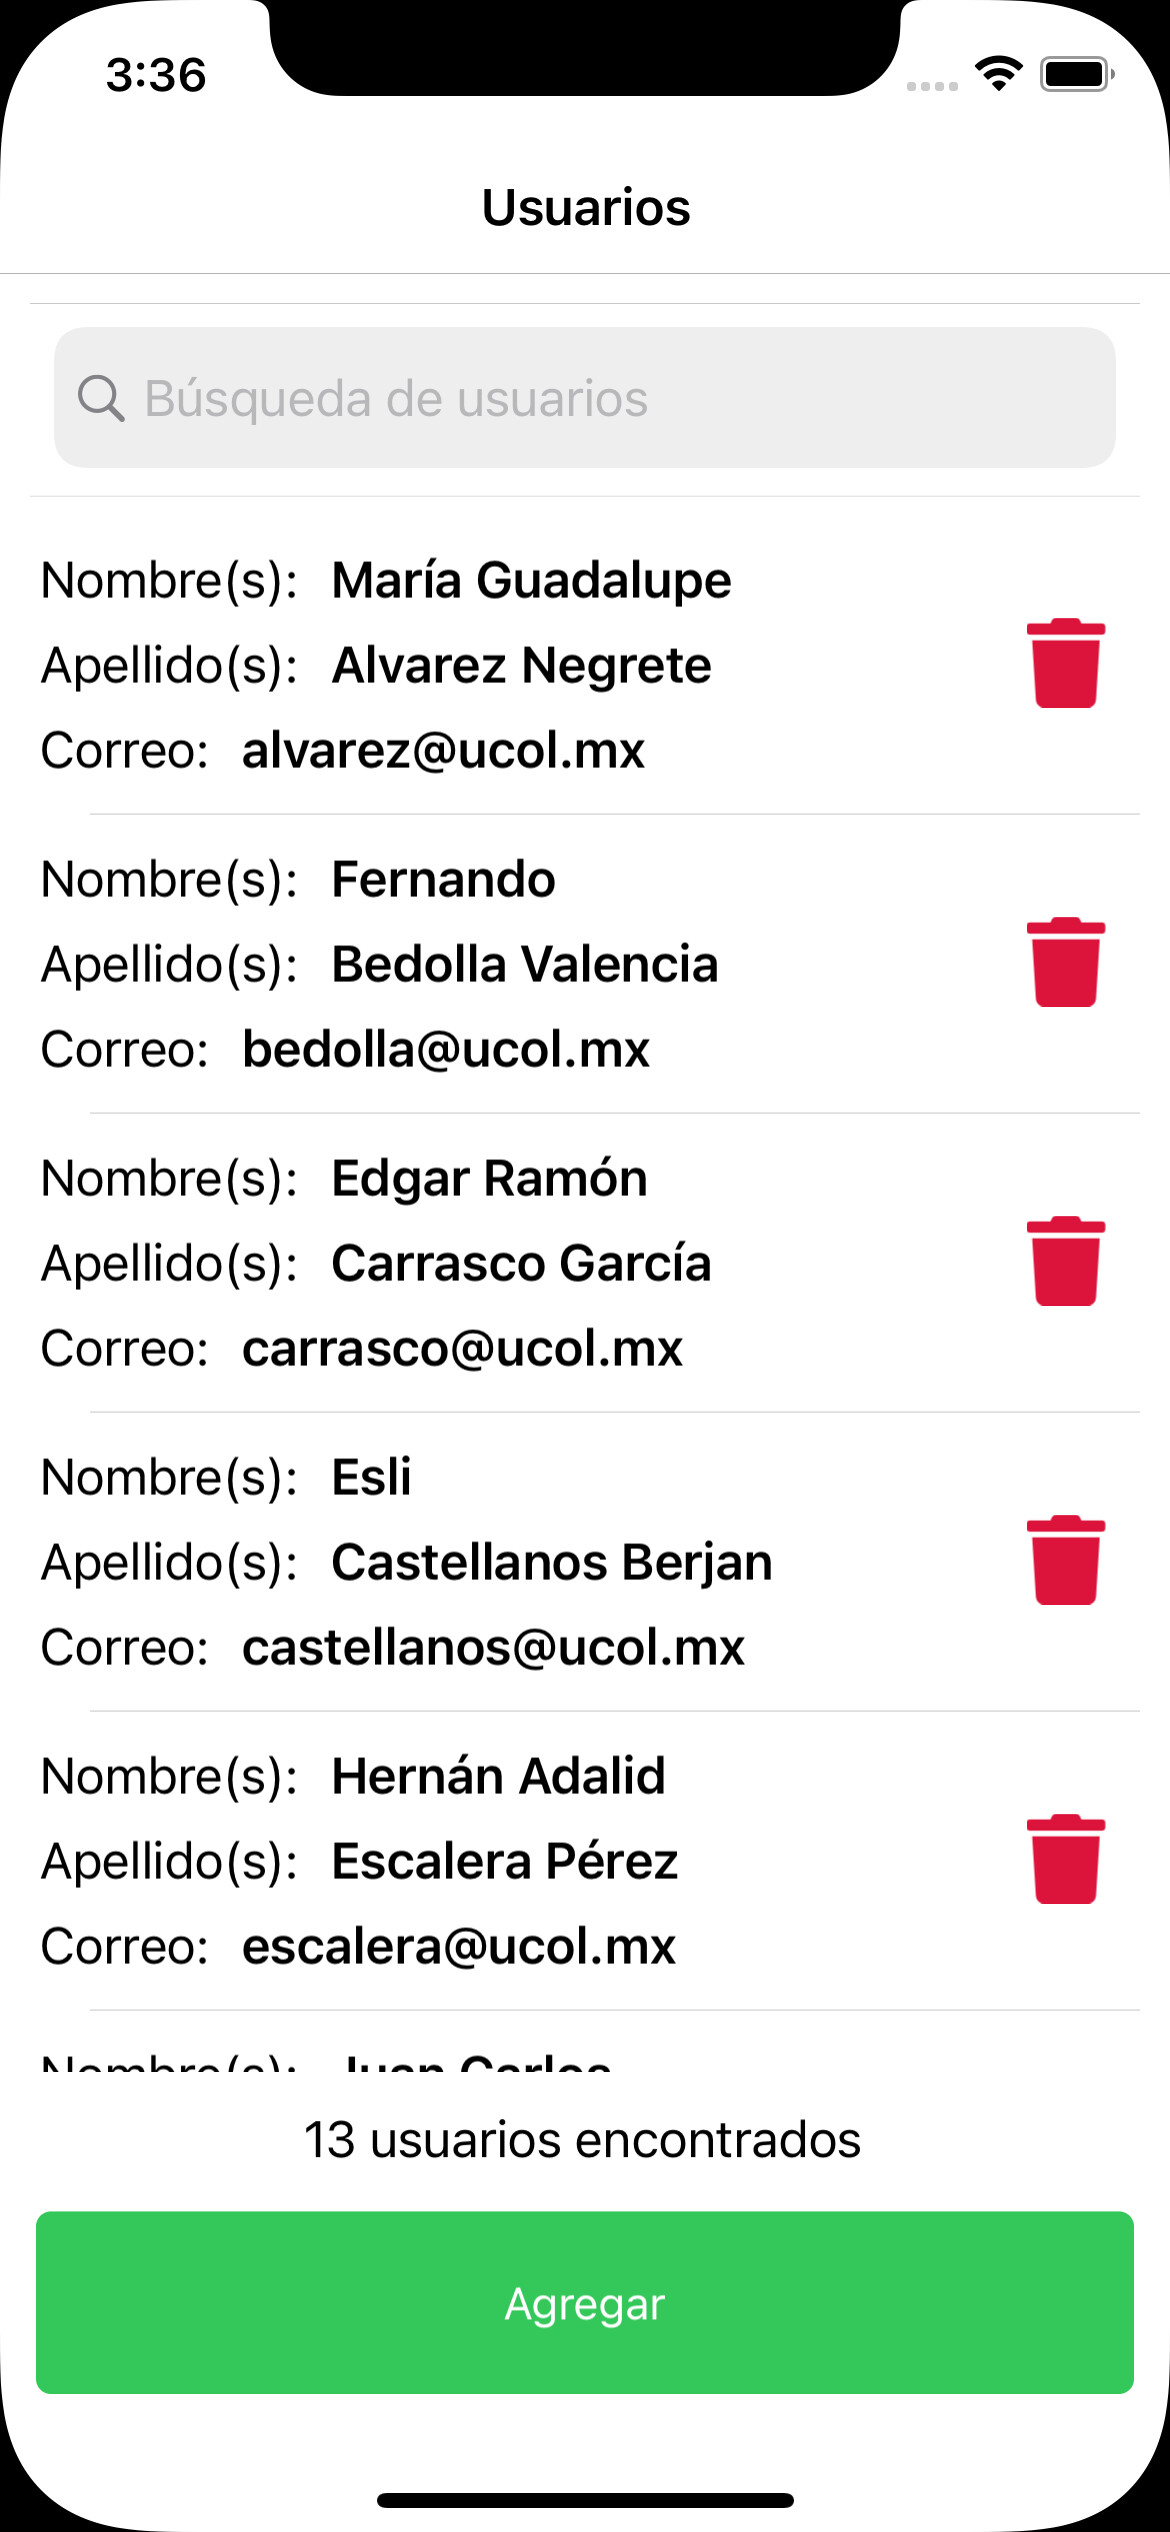 3:36
Usuarios
Búsqueda de usuarios
Nombre(s): María Guadalupe
Apellido(s): Alvarez Negrete
Correo: alvarez@ucol.mx
Nombre(s): Fernando
Apellido(s): Bedolla Valencia
Correo: bedolla@ucol.mx
Nombre(s): Edgar Ramón
Apellido(s): Carrasco García
Correo: carrasco@ucol.mx
Nombre(s): Esli
Apellido(s): Castellanos Berjan
Correo: castellanos@ucol.mx
Nombre(s): Hernán Adalid
Apellido(s): Escalera Pérez
Correo: escalera@ucol.mx
Nombre(s): Juan Carlos
13 usuarios encontrados
Agregar